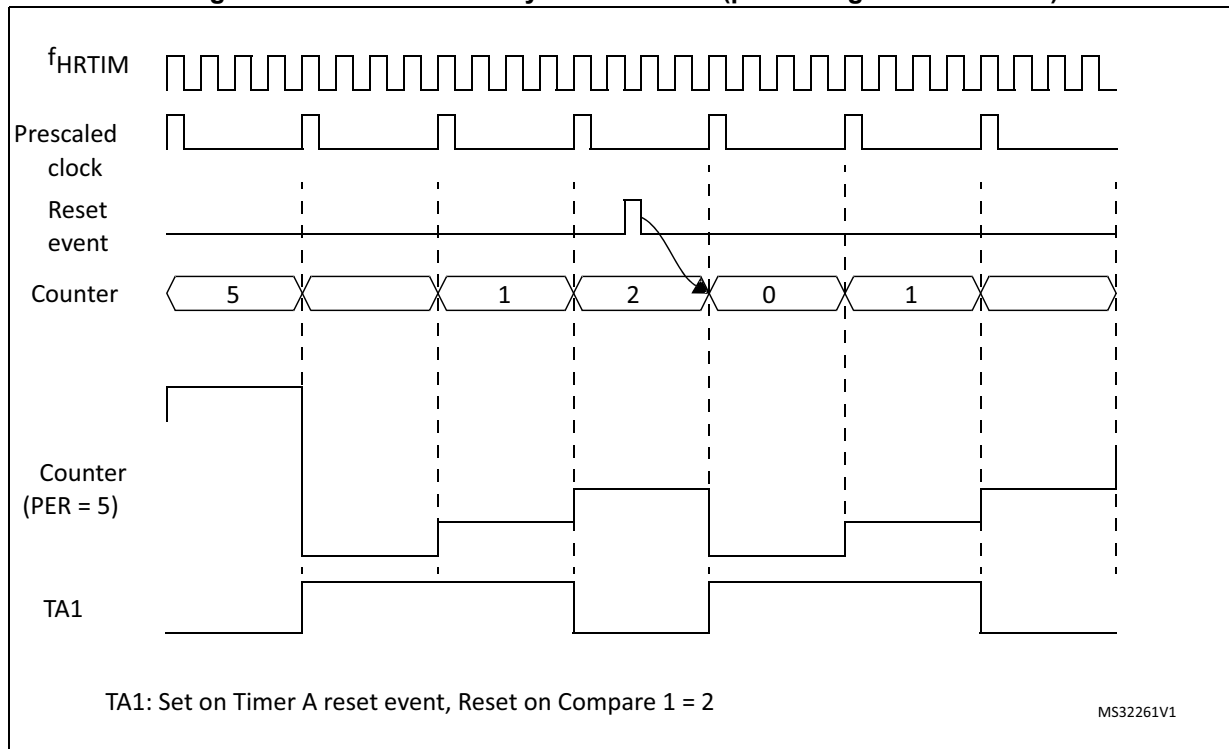 fHRTIM
Prescaled
clock
Reset
event
Counter
5
1
2
0
1
Counter
(PER = 5)
TA1
TA1: Set on Timer A reset event, Reset on Compare 1 = 2
MS32261V1